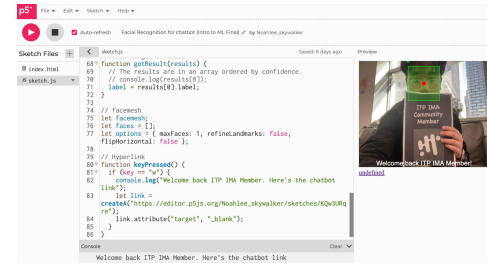 p5*
File ▾ Edit ▾ Sketch ▾ Help ▾
Auto-refresh Facial Recognition for chatbot (Intro to ML Final) by Noahlee_skywalker
Sketch Files
sketch.js
Saved: 6 days ago
Preview
index.html
sketch.js
68 function gotResult(results) {
69 // The results are in an array ordered by confidence.
70 // console.log(results[0]);
71 label = results[0].label;
72 }
73
74 // facemesh
75 let facemesh;
76 let faces = [];
77 let options = { maxFaces: 1, refineLandmarks: false,
flipHorizontal: false };
78
79 // Hyperlink
80 function keyPressed() {
81 if (key == "w") {
82 console.log("Welcome back ITP IMA Member. Here's the chatbot
link");
83 let link =
createA("https://editor.p5js.org/Noahlee_skywalker/sketches/KQw3URq
re");
84 link.attribute("target", "_blank");
85 }
86 }
Console
Clear
Welcome back ITP IMA Member. Here's the chatbot link
ITP IMA
Community
Member
Welcome back ITP IMA Member!
undefined